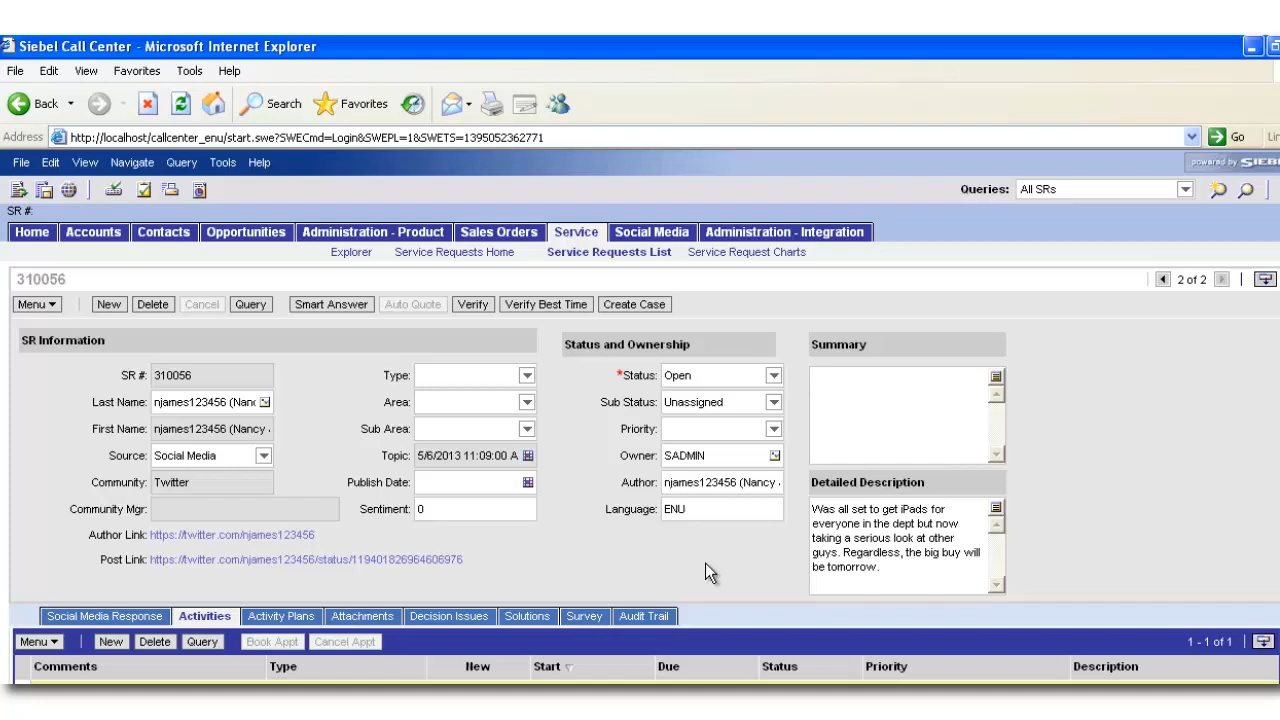 Siebel Call Center - Microsoft Internet Explorer
File Edit View Favorites Tools Help
Back Search Favorites
Address http://localhost/callcenter_enu/start.swe?SWECmd=Login&SWEPL=1&SWETS=1395052362771 Go
File Edit View Navigate Query Tools Help powered by
Queries: All SRs
SR #:
Home Accounts Contacts Opportunities Administration - Product Sales Orders Service Social Media Administration - Integration
Explorer Service Requests Home Service Requests List Service Request Charts
310056 2 of 2
Menu New Delete Cancel Query Smart Answer Auto Quote Verify Verify Best Time Create Case
SR Information Status and Ownership Summary
SR #: 310056 Type: *Status: Open
Last Name: njames123456 (Nanc Area: Sub Status: Unassigned
First Name: njames123456 (Nancy Sub Area: Priority:
Source: Social Media Topic: 5/6/2013 11:09:00 A Owner: SADMIN
Community: Twitter Publish Date: Author: njames123456 (Nancy Detailed Description
Community Mgr: Sentiment: 0 Language: ENU
Was all set to get iPads for
everyone in the dept but now
taking a serious look at other
guys. Regardless, the big buy will
be tomorrow.
Author Link: https://twitter.com/njames123456
Post Link: https://twitter.com/njames123456/status/119401826964606976
Social Media Response Activities Activity Plans Attachments Decision Issues Solutions Survey Audit Trail
Menu New Delete Query Book Appt Cancel Appt 1 - 1 of 1
Comments Type New Start Due Status Priority Description